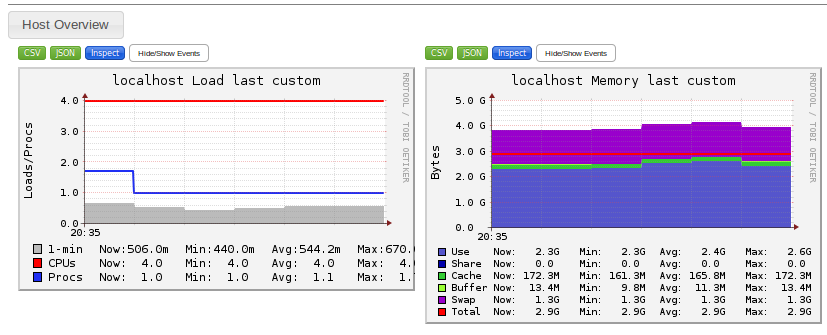 Host Overview
CSV JSON Inspect Hide/Show Events
localhost Load last custom
RRDTOOL / TOBI OETIKER
Loads/Procs
4.0
3.0
2.0
1.0
0.0
20:35
1-min Now:506.0m Min:440.0m Avg:544.2m Max:670.
CPUs Now: 4.0 Min: 4.0 Avg: 4.0 Max: 4.
Procs Now: 1.0 Min: 1.0 Avg: 1.1 Max: 1.
CSV JSON Inspect Hide/Show Events
localhost Memory last custom
RRDTOOL / TOBI OETIKER
Bytes
5.0 G
4.0 G
3.0 G
2.0 G
1.0 G
0.0
20:35
Use Now: 2.3G Min: 2.3G Avg: 2.4G Max: 2.6G
Share Now: 0.0 Min: 0.0 Avg: 0.0 Max: 0.0
Cache Now: 172.3M Min: 161.3M Avg: 165.8M Max: 172.3M
Buffer Now: 13.4M Min: 9.8M Avg: 11.3M Max: 13.4M
Swap Now: 1.3G Min: 1.3G Avg: 1.3G Max: 1.3G
Total Now: 2.9G Min: 2.9G Avg: 2.9G Max: 2.9G